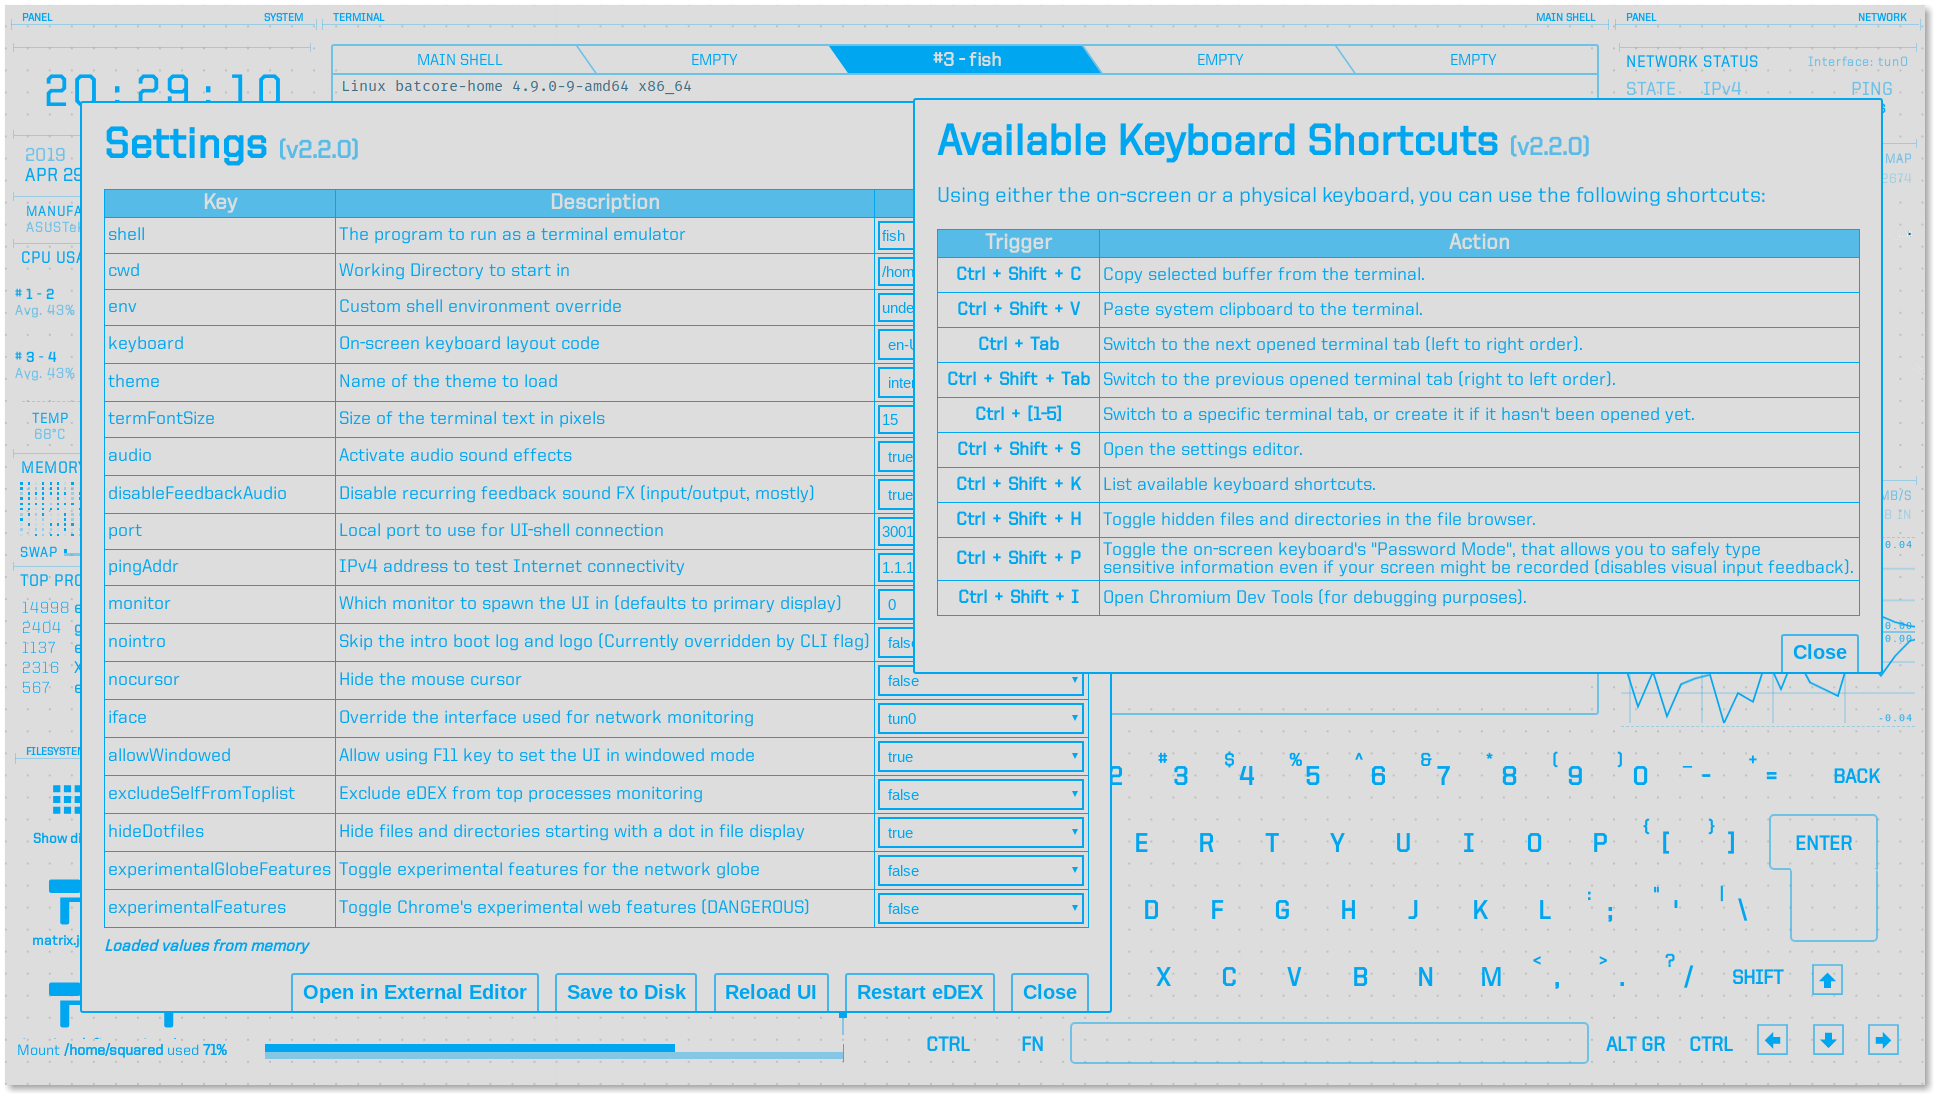 PANEL SYSTEM
TERMINAL MAIN SHELL
PANEL NETWORK
20:29:10
MAIN SHELL EMPTY #3 - fish EMPTY EMPTY
Linux batcore-home 4.9.0-9-amd64 x86_64
NETWORK STATUS Interface: tun0
STATE IPv4 PING
2019
APR 29
MANUFA
ASUSTeK
CPU USA
# 1 - 2
Avg. 43%
# 3 - 4
Avg. 43%
TEMP
68°C
MEMORY
SWAP
TOP PRO
14998 e
2404 g
1137 e
2316 X
567 e
FILESYSTEM
Show di
matrix.j
Mount /home/squared used 71%
Settings (v2.2.0)
Key Description
shell The program to run as a terminal emulator fish
cwd Working Directory to start in /hom
env Custom shell environment override unde
keyboard On-screen keyboard layout code en-U
theme Name of the theme to load inter
termFontSize Size of the terminal text in pixels 15
audio Activate audio sound effects true
disableFeedbackAudio Disable recurring feedback sound FX (input/output, mostly) true
port Local port to use for UI-shell connection 3001
pingAddr IPv4 address to test Internet connectivity 1.1.1
monitor Which monitor to spawn the UI in (defaults to primary display) 0
nointro Skip the intro boot log and logo (Currently overridden by CLI flag) false
nocursor Hide the mouse cursor false
iface Override the interface used for network monitoring tun0
allowWindowed Allow using F11 key to set the UI in windowed mode true
excludeSelfFromToplist Exclude eDEX from top processes monitoring false
hideDotfiles Hide files and directories starting with a dot in file display true
experimentalGlobeFeatures Toggle experimental features for the network globe false
experimentalFeatures Toggle Chrome's experimental web features (DANGEROUS) false
Loaded values from memory
Open in External Editor Save to Disk Reload UI Restart eDEX Close
Available Keyboard Shortcuts (v2.2.0)
Using either the on-screen or a physical keyboard, you can use the following shortcuts:
Trigger Action
Ctrl + Shift + C Copy selected buffer from the terminal.
Ctrl + Shift + V Paste system clipboard to the terminal.
Ctrl + Tab Switch to the next opened terminal tab (left to right order).
Ctrl + Shift + Tab Switch to the previous opened terminal tab (right to left order).
Ctrl + [1-5] Switch to a specific terminal tab, or create it if it hasn't been opened yet.
Ctrl + Shift + S Open the settings editor.
Ctrl + Shift + K List available keyboard shortcuts.
Ctrl + Shift + H Toggle hidden files and directories in the file browser.
Ctrl + Shift + P Toggle the on-screen keyboard's "Password Mode", that allows you to safely type
sensitive information even if your screen might be recorded (disables visual input feedback).
Ctrl + Shift + I Open Chromium Dev Tools (for debugging purposes).
Close
MAP
2674
MB/S
B IN
0.04
0.00
0.00
-0.04
2 # 3 $ 4 % 5 ^ 6 & 7 * 8 ( 9 ) 0 _ - + = BACK
E R T Y U I O P { [ } ] ENTER
D F G H J K L : ; " ' | \
X C V B N M < , > . ? / SHIFT
CTRL FN ALT GR CTRL